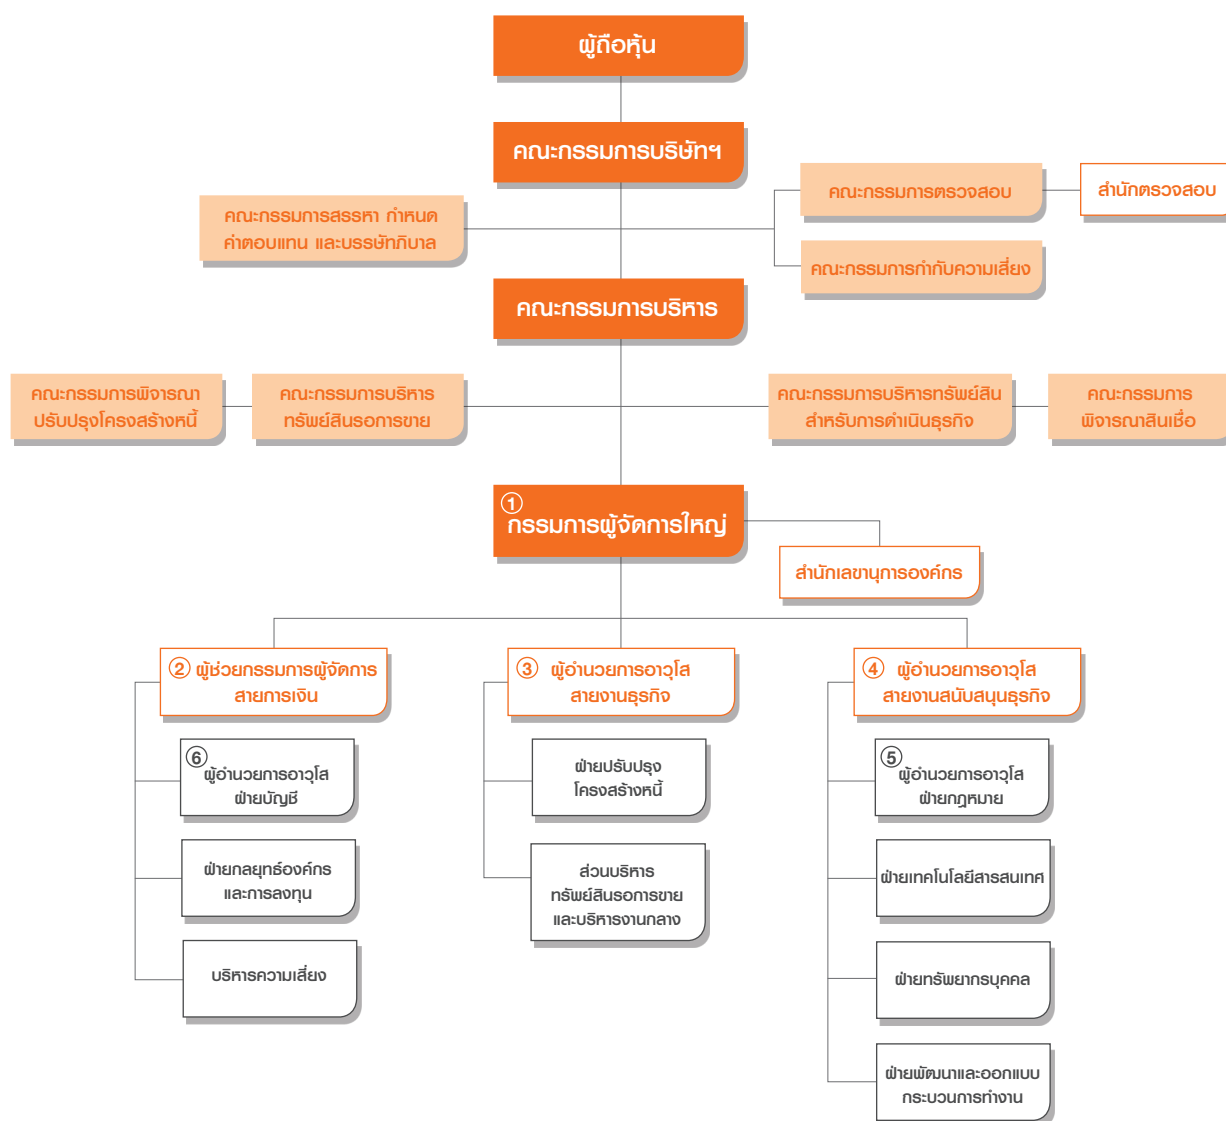 ผู้ถือหุ้น
คณะกรรมการบริษัทฯ
คณะกรรมการสรรหา กำหนด
ค่าตอบแทน และบรรษัทภิบาล
คณะกรรมการตรวจสอบ
สำนักตรวจสอบ
คณะกรรมการกำกับความเสี่ยง
คณะกรรมการบริหาร
คณะกรรมการพิจารณา
ปรับปรุงโครงสร้างหนี้
คณะกรรมการบริหาร
ทรัพย์สินรอการขาย
คณะกรรมการบริหารทรัพย์สิน
สำหรับการดำเนินธุรกิจ
คณะกรรมการ
พิจารณาสินเชื่อ
1
กรรมการผู้จัดการใหญ่
สำนักเลขานุการองค์กร
2 ผู้ช่วยกรรมการผู้จัดการ
สายการเงิน
3 ผู้อำนวยการอาวุโส
สายงานธุรกิจ
4 ผู้อำนวยการอาวุโส
สายงานสนับสนุนธุรกิจ
6
ผู้อำนวยการอาวุโส
ฝ่ายบัญชี
ฝ่ายกลยุทธ์องค์กร
และการลงทุน
บริหารความเสี่ยง
ฝ่ายปรับปรุง
โครงสร้างหนี้
ส่วนบริหาร
ทรัพย์สินรอการขาย
และบริหารงานกลาง
5
ผู้อำนวยการอาวุโส
ฝ่ายกฎหมาย
ฝ่ายเทคโนโลยีสารสนเทศ
ฝ่ายทรัพยากรบุคคล
ฝ่ายพัฒนาและออกแบบ
กระบวนการทำงาน